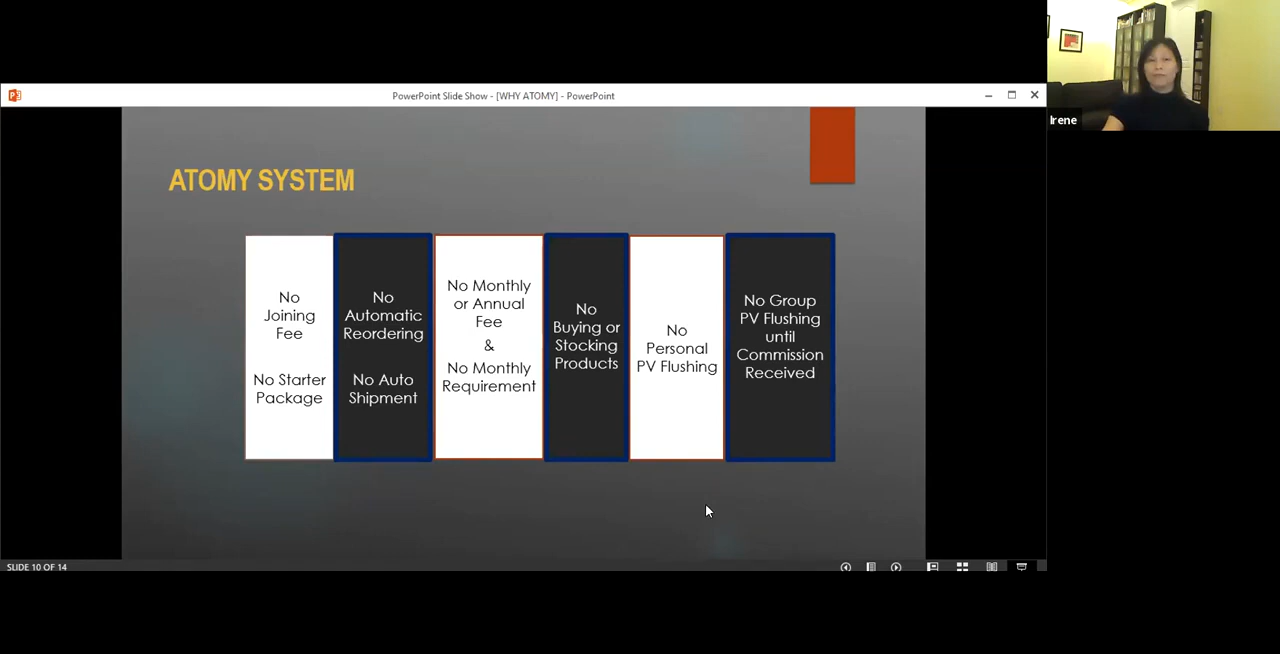 PowerPoint Slide Show - [WHY ATOMY] - PowerPoint
Irene
ATOMY SYSTEM
No
Joining
Fee
No Starter
Package
No
Automatic
Reordering
No Auto
Shipment
No Monthly
or Annual
Fee
&
No Monthly
Requirement
No
Buying or
Stocking
Products
No
Personal
PV Flushing
No Group
PV Flushing
until
Commission
Received
SLIDE 10 OF 14